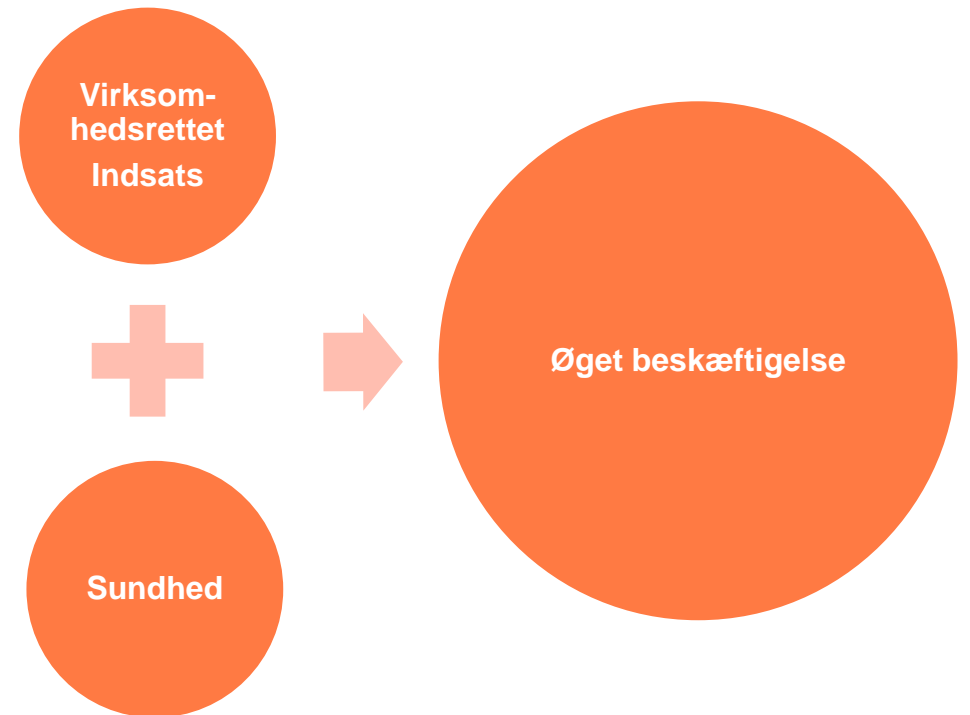 Virksom-
hedsrettet
Indsats
Øget beskæftigelse
Sundhed